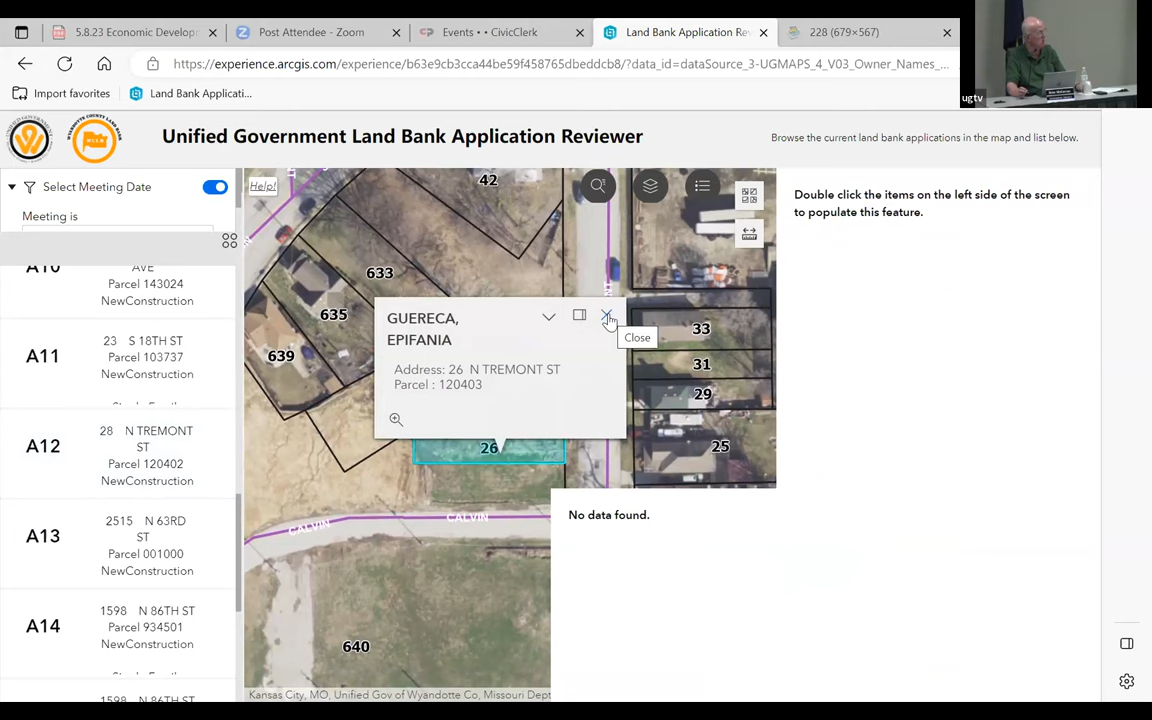 5.8.23 Economic Develop
Post Attendee - Zoom
Events • • CivicClerk
Land Bank Application Rev
228 (679×567)
https://experience.arcgis.com/experience/b63e9cb3cca44be59f458765dbeddcb8/?data_id=dataSource_3-UGMAPS_4_V03_Owner_Names_...
Import favorites
Land Bank Applicati...
ugtv
Unified Government Land Bank Application Reviewer
Browse the current land bank applications in the map and list below.
Select Meeting Date
Meeting is
Help!
Double click the items on the left side of the screen
to populate this feature.
A10
AVE
Parcel 143024
NewConstruction
A11
23 S 18TH ST
Parcel 103737
NewConstruction
A12
28 N TREMONT
ST
Parcel 120402
NewConstruction
A13
2515 N 63RD
ST
Parcel 001000
NewConstruction
A14
1598 N 86TH ST
Parcel 934501
NewConstruction
1598 N 86TH ST
42
633
635
639
33
31
29
25
GUERECA,
EPIFANIA
Address: 26 N TREMONT ST
Parcel : 120403
Close
26
CALVIN
CALVIN
640
No data found.
Kansas City, MO, Unified Gov of Wyandotte Co, Missouri Dept